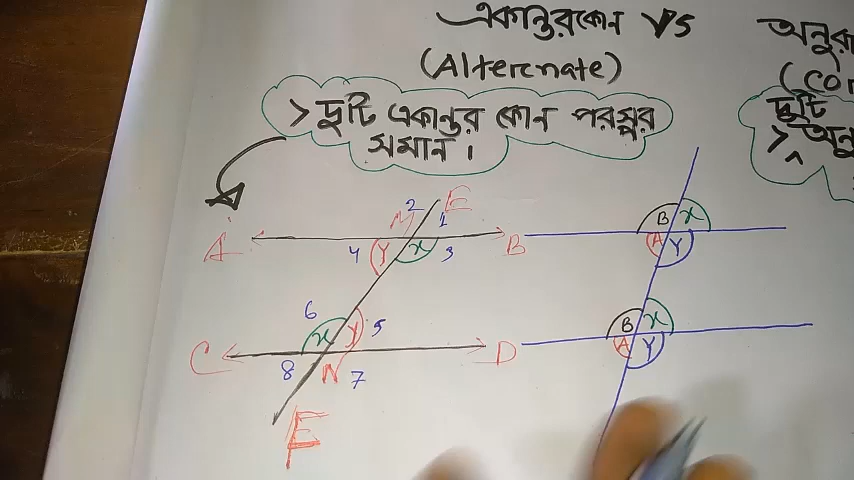 একান্তরকোন VS
(Alternate)
> দুটি একান্তর কোন পরস্পর
সমান ।
দুটি
>
^
2 E
M 1
A 4 Y X 3 B
6 X Y 5
C D
8 N 7
E
B X
A Y
B X
A Y